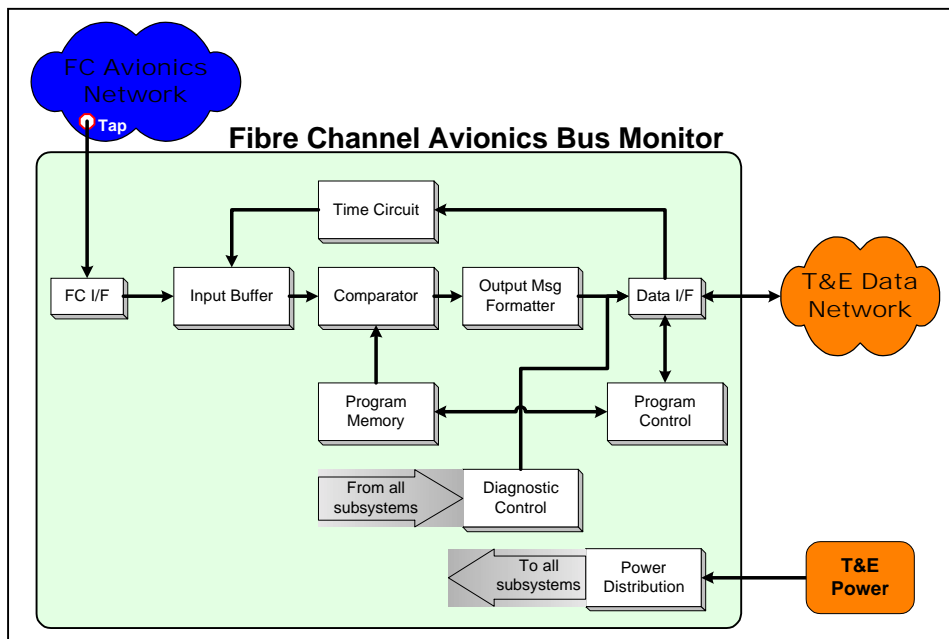 FC Avionics
Network
Tap
Fibre Channel Avionics Bus Monitor
Time Circuit
FC I/F
Input Buffer
Comparator
Output Msg
Formatter
Data I/F
T&E Data
Network
Program
Memory
Program
Control
From all
subsystems
Diagnostic
Control
To all
subsystems
Power
Distribution
T&E
Power